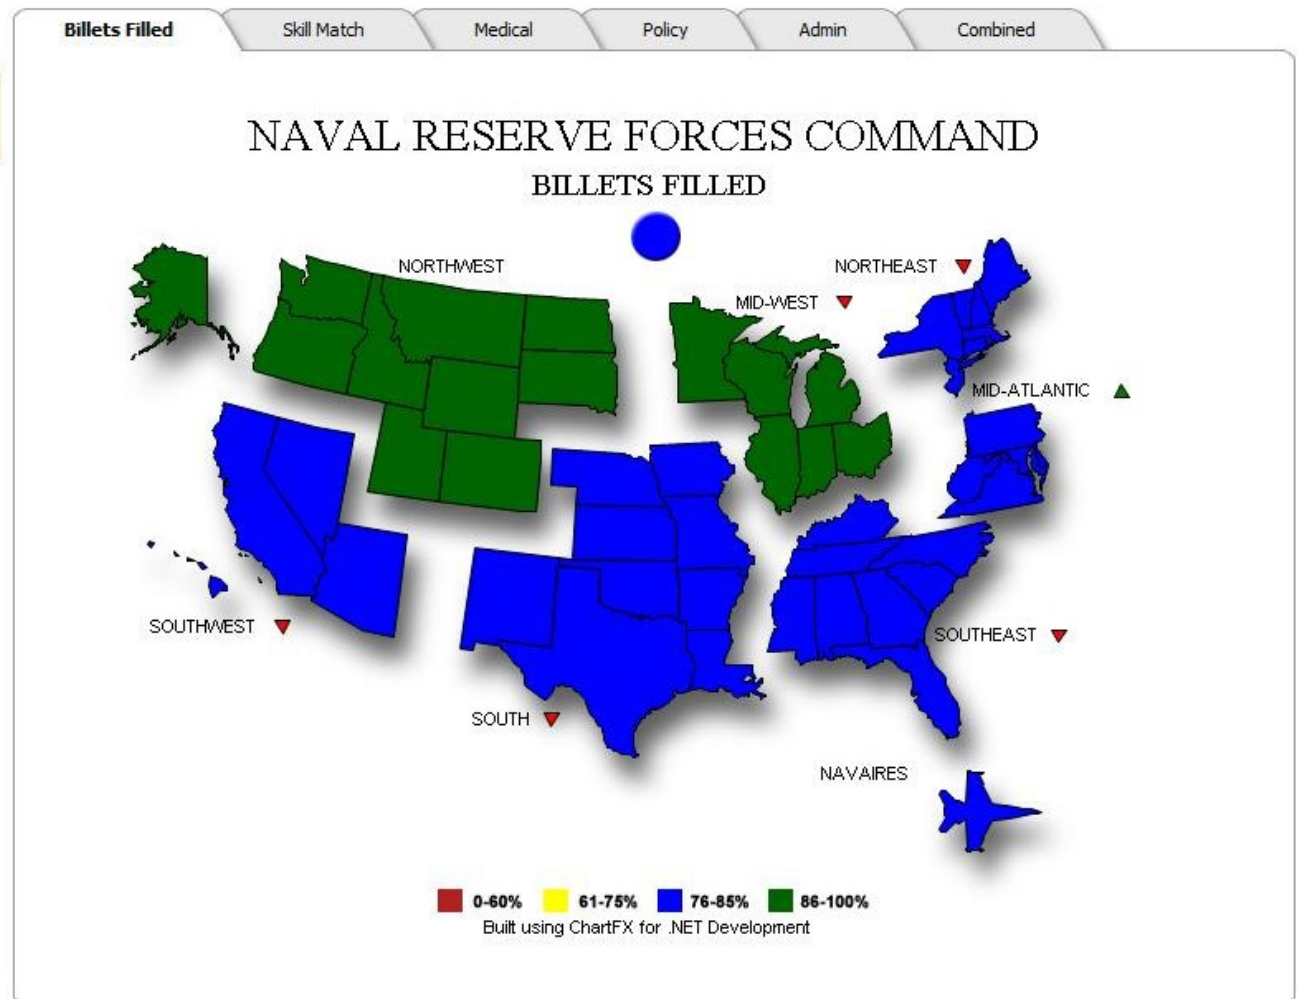 Billets Filled Skill Match Medical Policy Admin Combined
NAVAL RESERVE FORCES COMMAND
BILLETS FILLED
NORTHWEST
NORTHEAST
MID-WEST
MID-ATLANTIC
SOUTHWEST
SOUTHEAST
SOUTH
NAVAIRES
0-60% 61-75% 76-85% 86-100%
Built using ChartFX for .NET Development